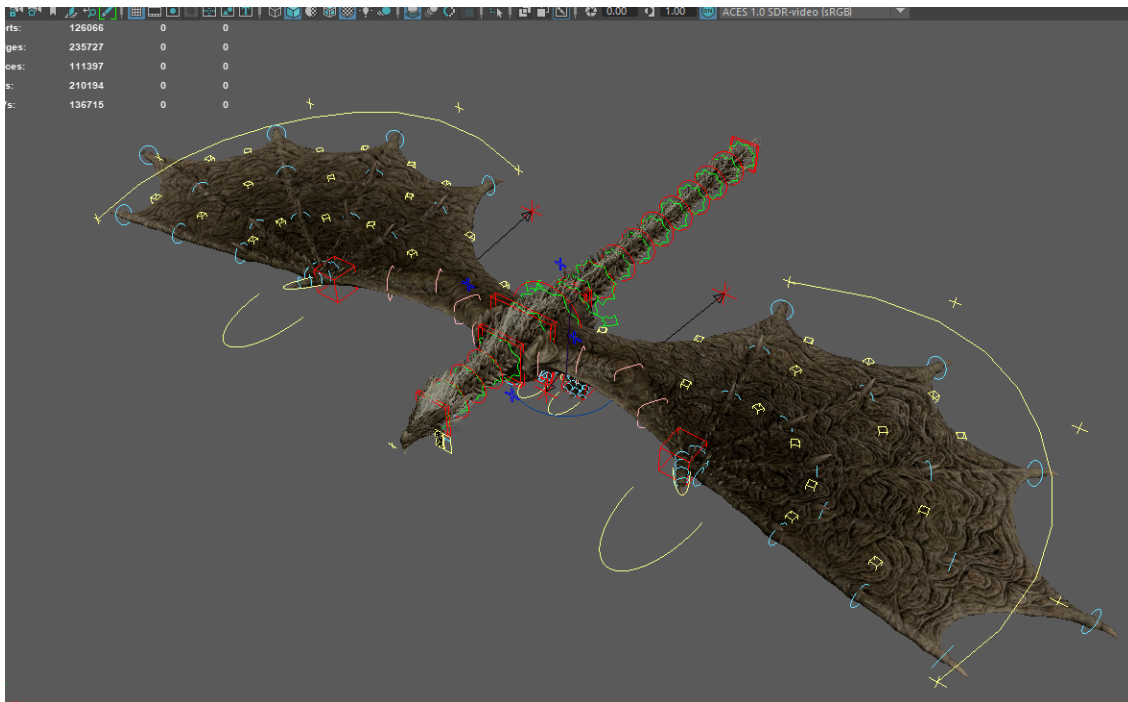 0.00 1.00 ACES 1.0 SDR-video (sRGB)
rts: 126066 0 0
ges: 235727 0 0
ces: 111397 0 0
s: 210194 0 0
's: 136715 0 0